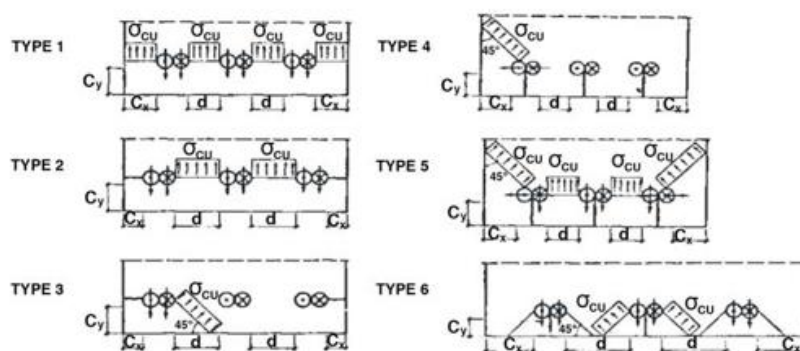 TYPE 1
σcu σcu σcu σcu
Cy
Cx d d Cx
TYPE 2
σcu σcu
Cy
Cx d d Cx
TYPE 3
σcu
Cy
45°
Cx d d Cx
TYPE 4
σcu
45°
Cy
Cx d d Cx
TYPE 5
σcu σcu σcu σcu
45°
Cy
Cx d d Cx
TYPE 6
σcu σcu
Cy
45°
Cx d d Cx